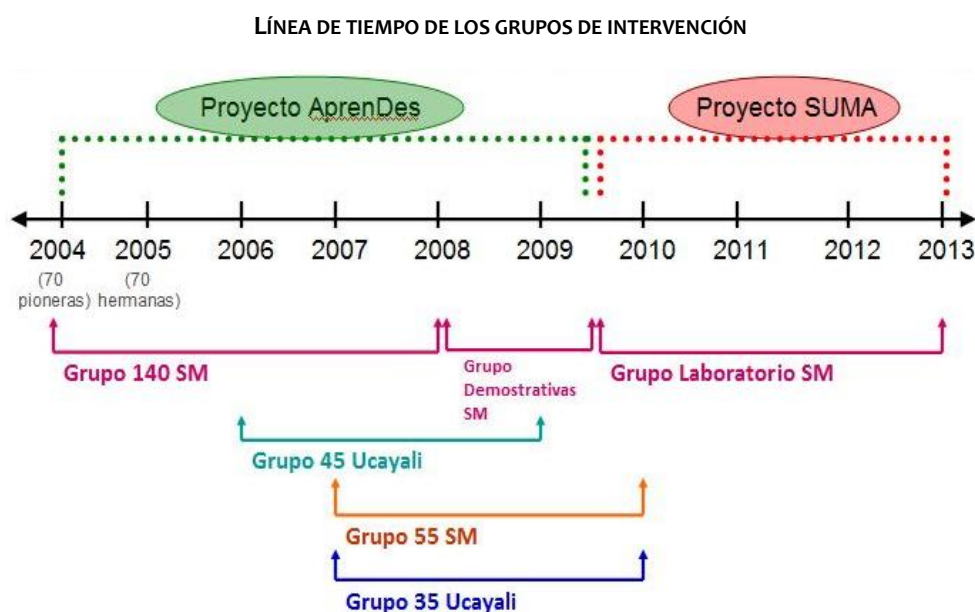 LÍNEA DE TIEMPO DE LOS GRUPOS DE INTERVENCIÓN
Proyecto AprenDes
Proyecto SUMA
2004 2005 2006 2007 2008 2009 2010 2011 2012 2013
(70 (70
pioneras) hermanas)
Grupo 140 SM
Grupo
Demostrativas
SM
Grupo Laboratorio SM
Grupo 45 Ucayali
Grupo 55 SM
Grupo 35 Ucayali